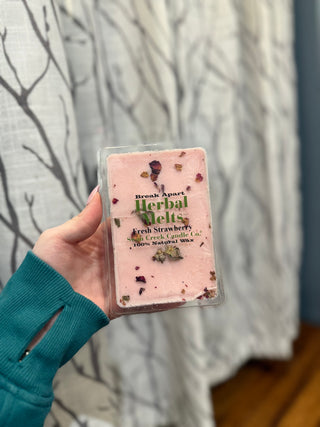 Break Apart
Herbal
Melts
Fresh Strawberry
Creek Candle Co.
100% Natural Wax